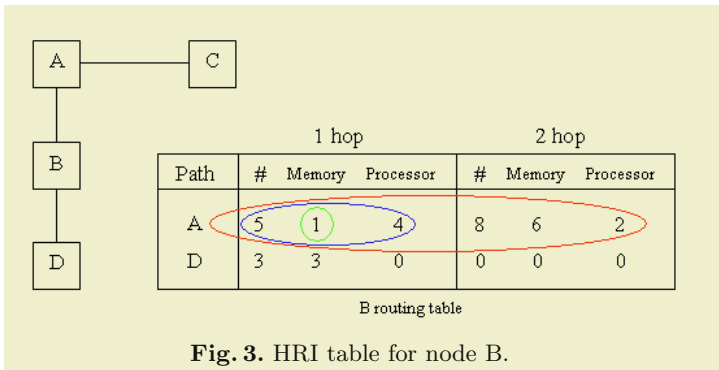 A C
1 hop 2 hop
B
Path # Memory Processor # Memory Processor
A 5 1 4 8 6 2
D D 3 3 0 0 0 0
B routing table
Fig. 3. HRI table for node B.